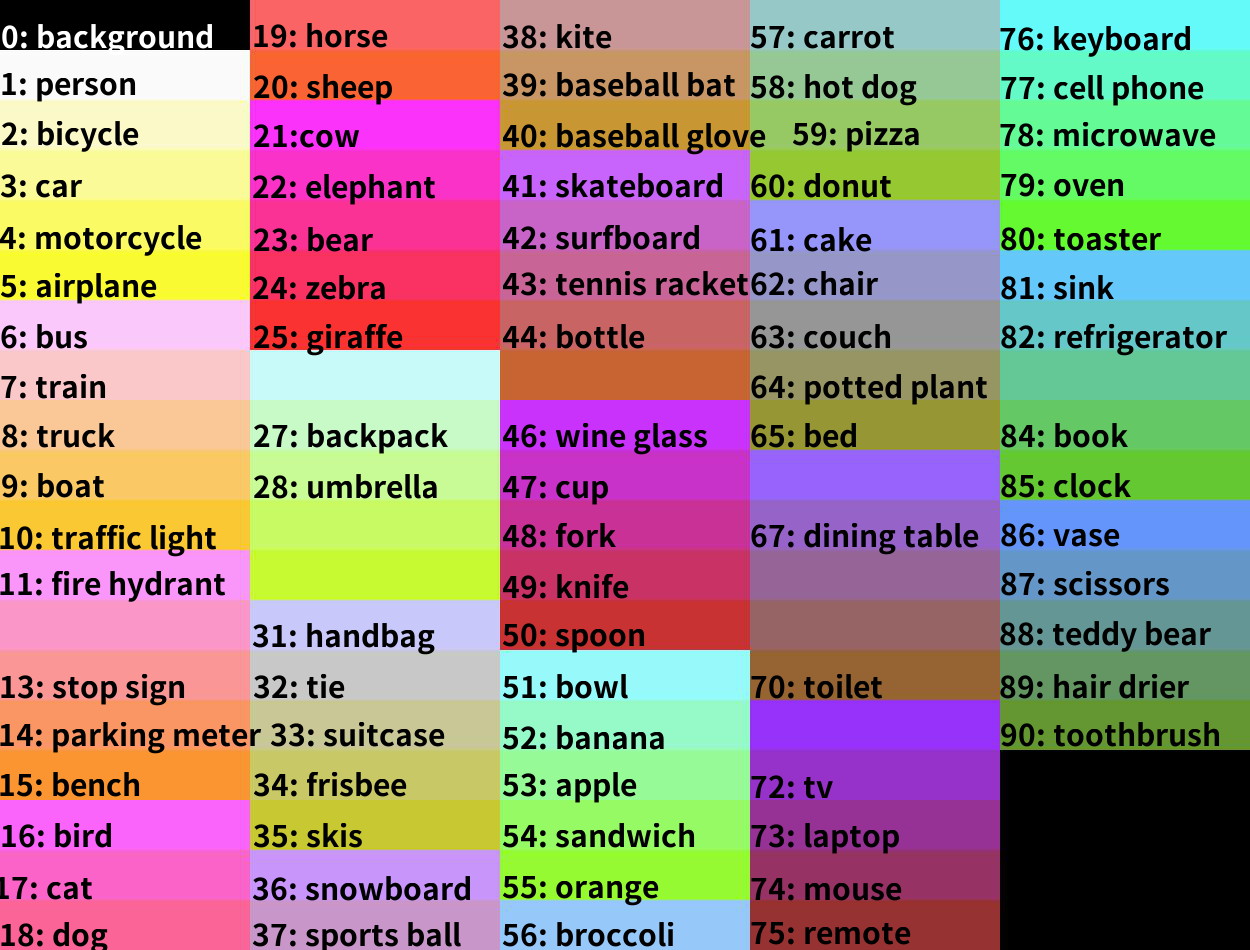 0: background
1: person
2: bicycle
3: car
4: motorcycle
5: airplane
6: bus
7: train
8: truck
9: boat
10: traffic light
11: fire hydrant
13: stop sign
14: parking meter
15: bench
16: bird
17: cat
18: dog
19: horse
20: sheep
21:cow
22: elephant
23: bear
24: zebra
25: giraffe
27: backpack
28: umbrella
31: handbag
32: tie
33: suitcase
34: frisbee
35: skis
36: snowboard
37: sports ball
38: kite
39: baseball bat
40: baseball glove
41: skateboard
42: surfboard
43: tennis racket
44: bottle
46: wine glass
47: cup
48: fork
49: knife
50: spoon
51: bowl
52: banana
53: apple
54: sandwich
55: orange
56: broccoli
57: carrot
58: hot dog
59: pizza
60: donut
61: cake
62: chair
63: couch
64: potted plant
65: bed
67: dining table
70: toilet
72: tv
73: laptop
74: mouse
75: remote
76: keyboard
77: cell phone
78: microwave
79: oven
80: toaster
81: sink
82: refrigerator
84: book
85: clock
86: vase
87: scissors
88: teddy bear
89: hair drier
90: toothbrush